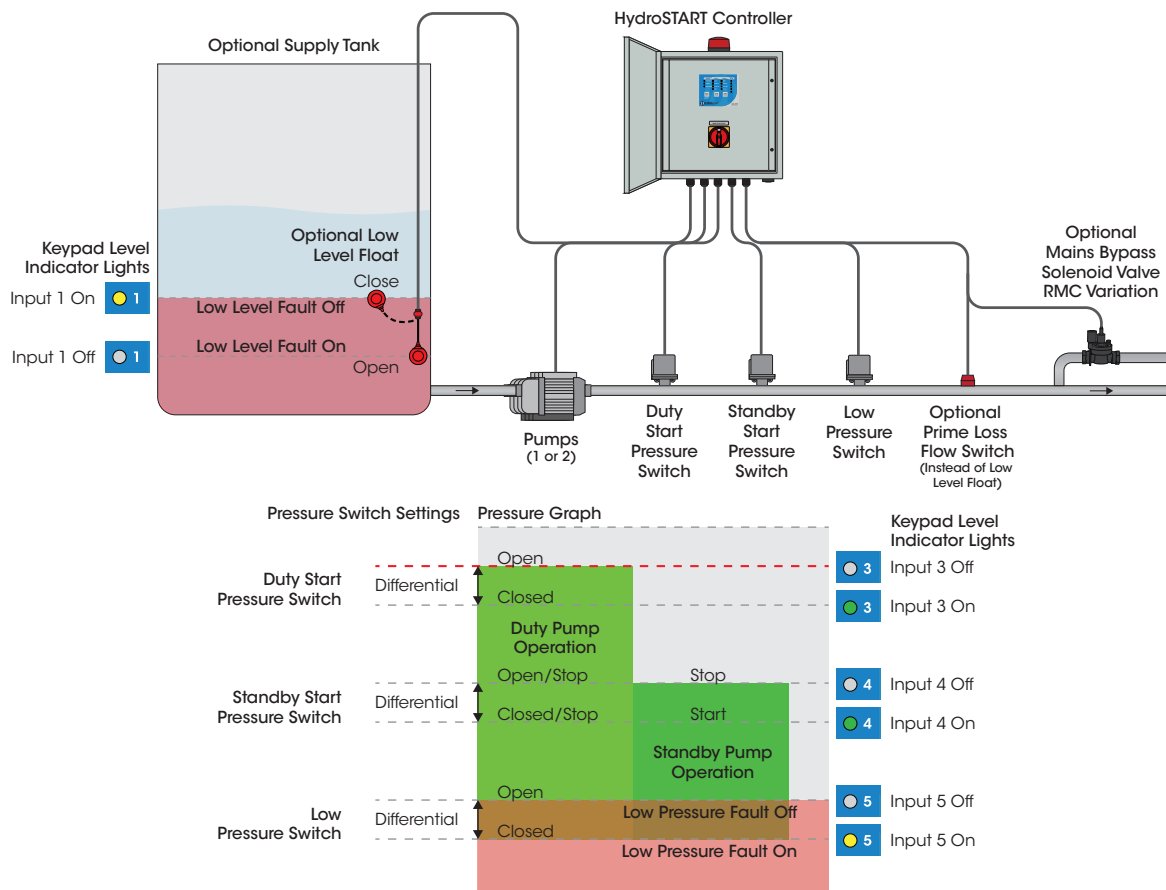 HydroSTART Controller
Optional Supply Tank
Optional Low
Level Float
Close
Keypad Level
Indicator Lights
Input 1 On
1
Low Level Fault Off
Input 1 Off
1
Low Level Fault On
Open
Optional
Mains Bypass
Solenoid Valve
RMC Variation
Pumps
(1 or 2)
Duty
Start
Pressure
Switch
Standby
Start
Pressure
Switch
Low
Pressure
Switch
Optional
Prime Loss
Flow Switch
(Instead of Low
Level Float)
Pressure Switch Settings
Pressure Graph
Keypad Level
Indicator Lights
Duty Start
Pressure Switch
Differential
Open
Closed
3
Input 3 Off
3
Input 3 On
Duty Pump
Operation
Standby Start
Pressure Switch
Differential
Open/Stop
Stop
Closed/Stop
Start
4
Input 4 Off
4
Input 4 On
Standby Pump
Operation
Low
Pressure Switch
Differential
Open
Low Pressure Fault Off
Closed
Low Pressure Fault On
5
Input 5 Off
5
Input 5 On